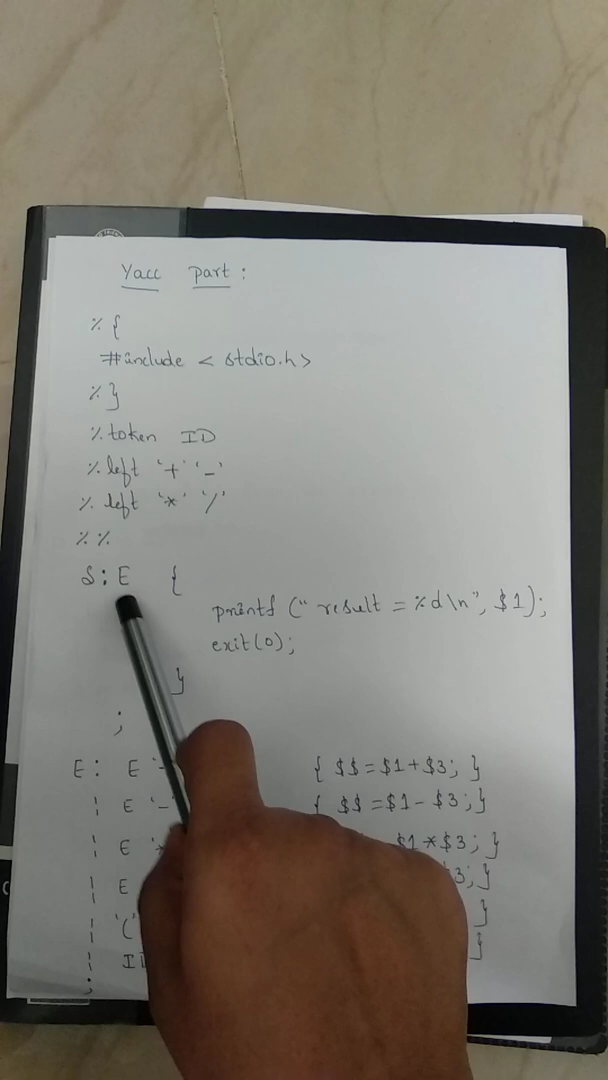 Yacc part :
%{
#include < stdio.h>
%}
%token ID
%left '+' '-'
%left '*' '/'
%%
S: E {
printf (" result = %d\n", $1);
exit(0);
}
;
E: E { $$=$1+$3; }
| E '-' { $$ =$1- $3;}
| E $1*$3; }
| E $3;}
| '(' }
| ID }
;